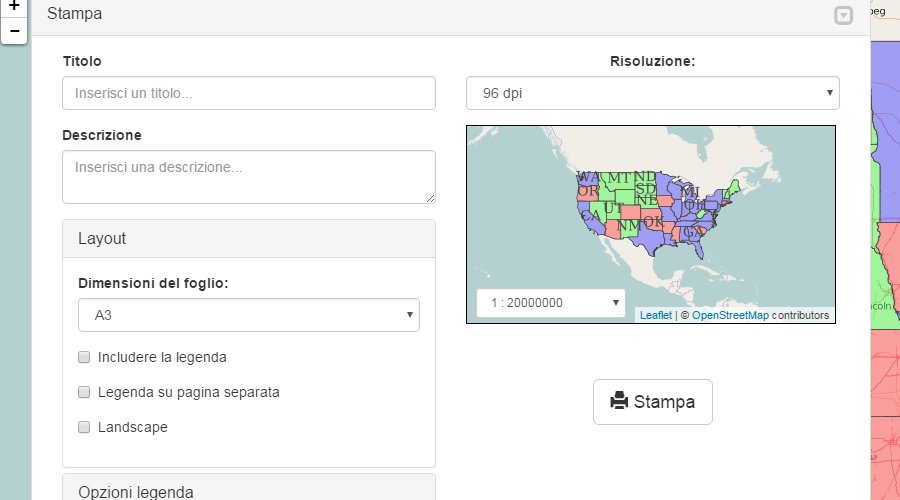 +
−
Stampa
Titolo
Inserisci un titolo...
Descrizione
Inserisci una descrizione...
Layout
Dimensioni del foglio:
A3
Includere la legenda
Legenda su pagina separata
Landscape
Opzioni legenda
Risoluzione:
96 dpi
WA MT ND
OR SD MI
NE OH
CA UT
NM OK GA
1 : 20000000
Leaflet | © OpenStreetMap contributors
Stampa
peg
coln